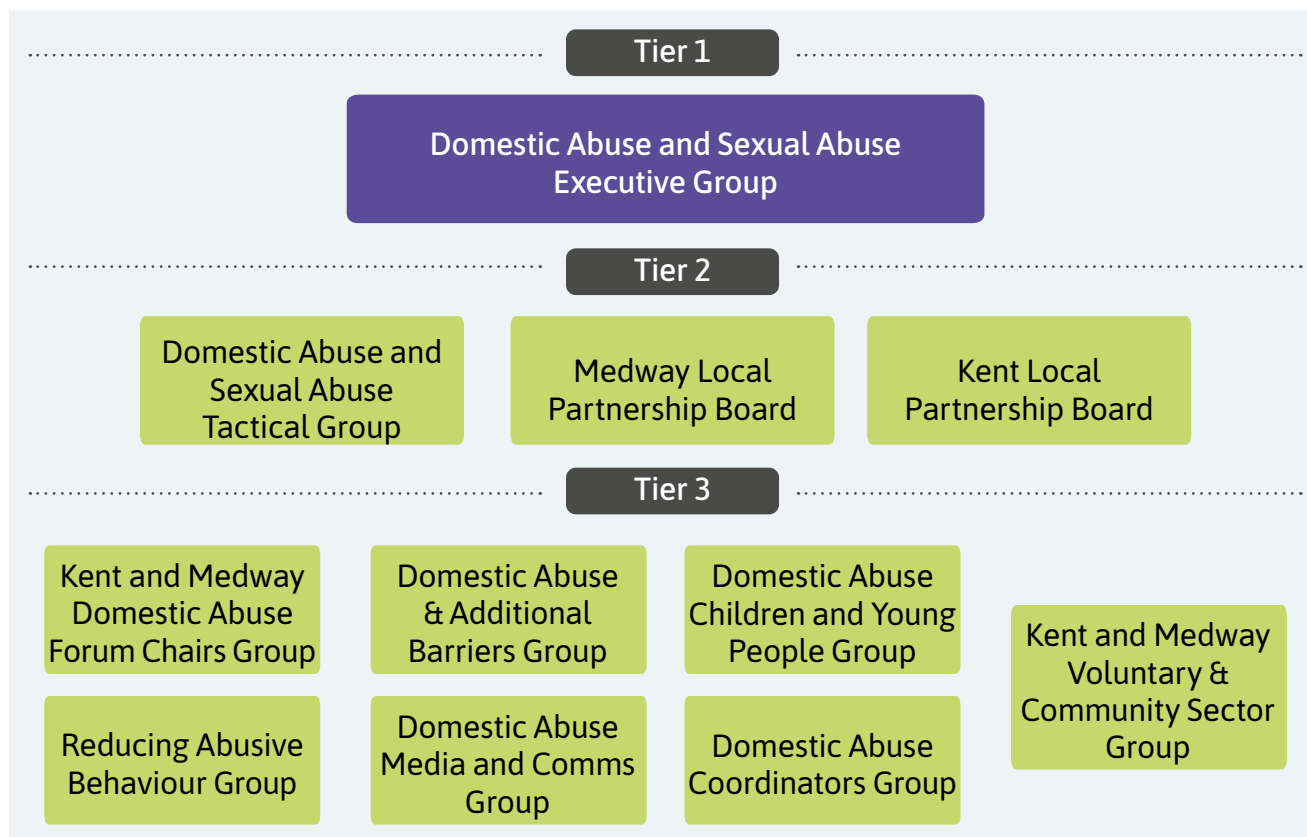 Tier 1
Domestic Abuse and Sexual Abuse
Executive Group
Tier 2
Domestic Abuse and
Sexual Abuse
Tactical Group
Medway Local
Partnership Board
Kent Local
Partnership Board
Tier 3
Kent and Medway
Domestic Abuse
Forum Chairs Group
Domestic Abuse
& Additional
Barriers Group
Domestic Abuse
Children and Young
People Group
Kent and Medway
Voluntary &
Community Sector
Group
Reducing Abusive
Behaviour Group
Domestic Abuse
Media and Comms
Group
Domestic Abuse
Coordinators Group